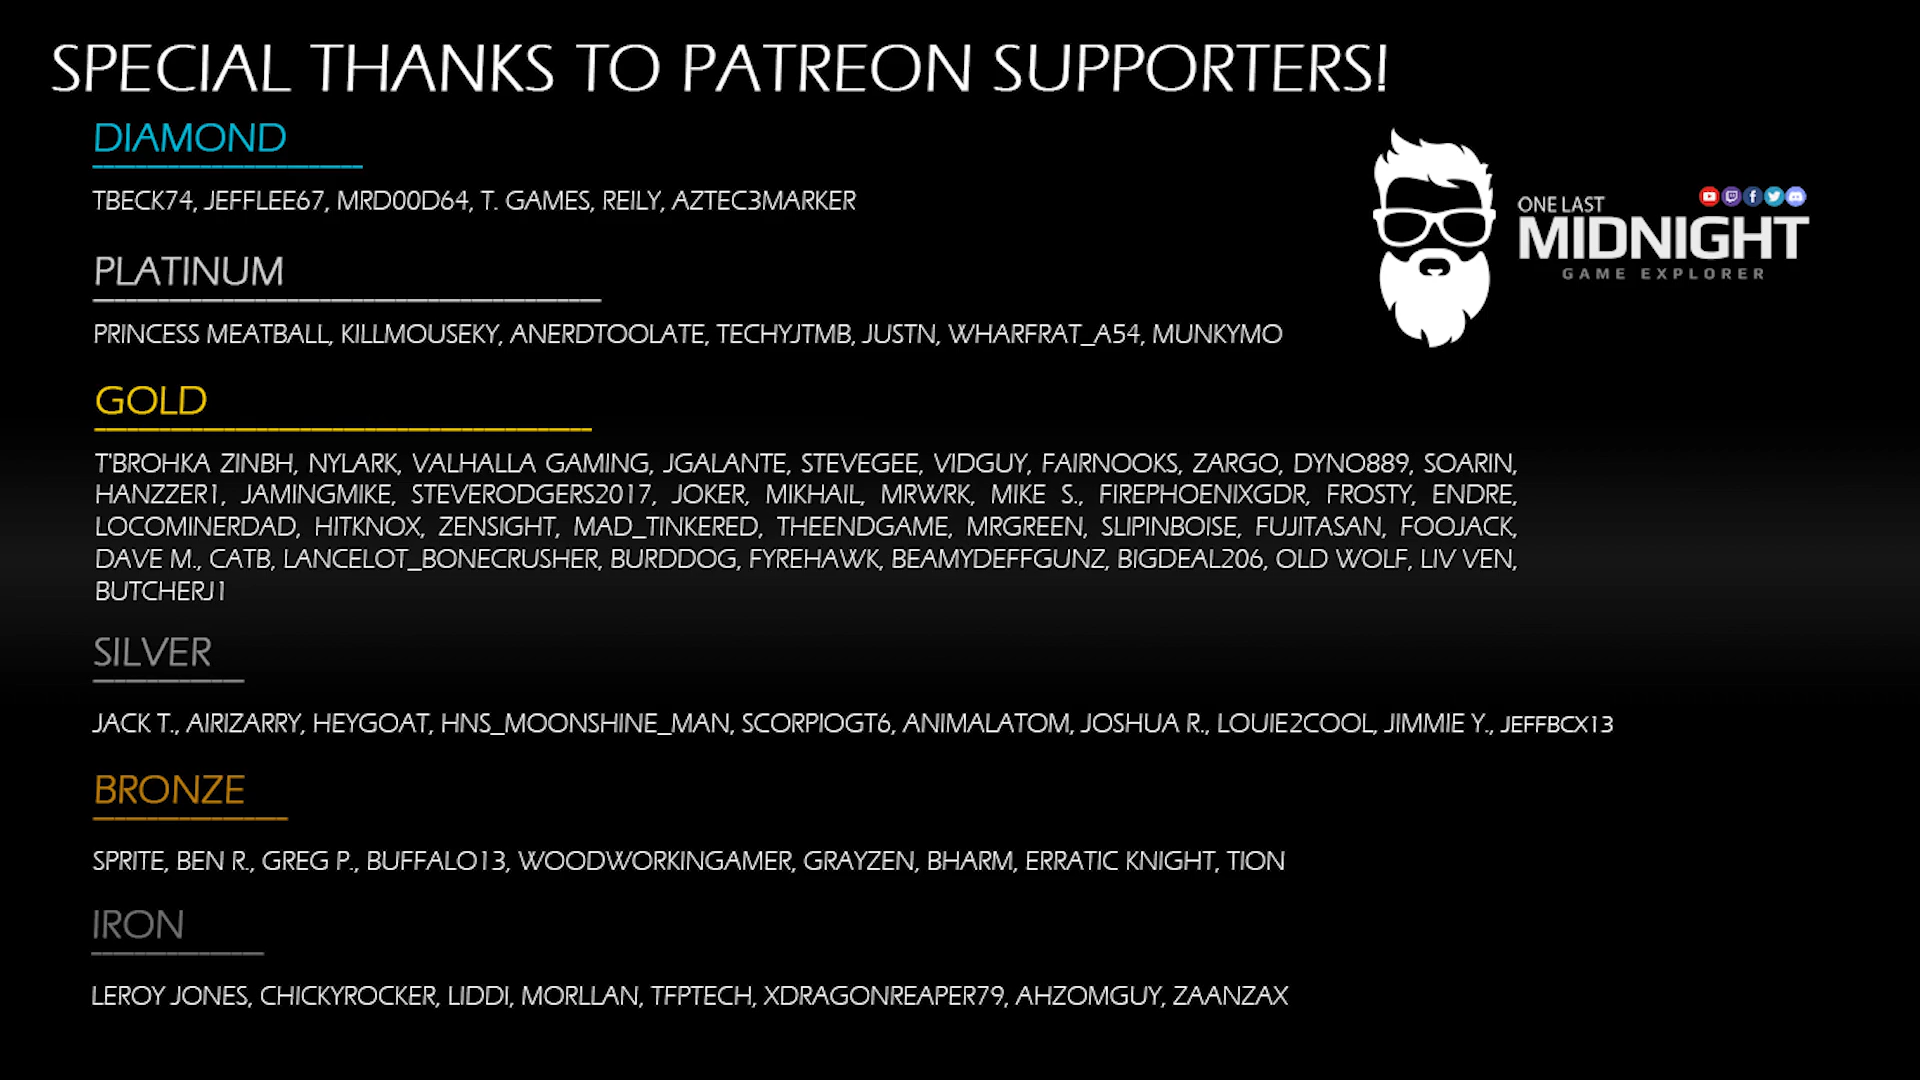 SPECIAL THANKS TO PATREON SUPPORTERS!
DIAMOND
TBECK74, JEFFLEE67, MRD00D64, T. GAMES, REILY, AZTEC3MARKER
ONE LAST
MIDNIGHT
GAME EXPLORER
PLATINUM
PRINCESS MEATBALL, KILLMOUSEKY, ANERDTOOLATE, TECHYJTMB, JUSTN, WHARFRAT_A54, MUNKYMO
GOLD
T'BROHKA ZINBH, NYLARK, VALHALLA GAMING, JGALANTE, STEVEGEE, VIDGUY, FAIRNOOKS, ZARGO, DYNO889, SOARIN,
HANZZER1, JAMINGMIKE, STEVERODGERS2017, JOKER, MIKHAIL, MRWRK, MIKE S., FIREPHOENIXGDR, FROSTY, ENDRE,
LOCOMINERDAD, HITKNOX, ZENSIGHT, MAD_TINKERED, THEENDGAME, MRGREEN, SLIPINBOISE, FUJITASAN, FOOJACK,
DAVE M., CATB, LANCELOT_BONECRUSHER, BURDDOG, FYREHAWK, BEAMYDEFFGUNZ, BIGDEAL206, OLD WOLF, LIV VEN,
BUTCHERJ1
SILVER
JACK T., AIRIZARRY, HEYGOAT, HNS_MOONSHINE_MAN, SCORPIOGT6, ANIMALATOM, JOSHUA R., LOUIE2COOL, JIMMIE Y., JEFFBCX13
BRONZE
SPRITE, BEN R., GREG P., BUFFALO13, WOODWORKINGAMER, GRAYZEN, BHARM, ERRATIC KNIGHT, TION
IRON
LEROY JONES, CHICKYROCKER, LIDDI, MORLLAN, TFPTECH, XDRAGONREAPER79, AHZOMGUY, ZAANZAX